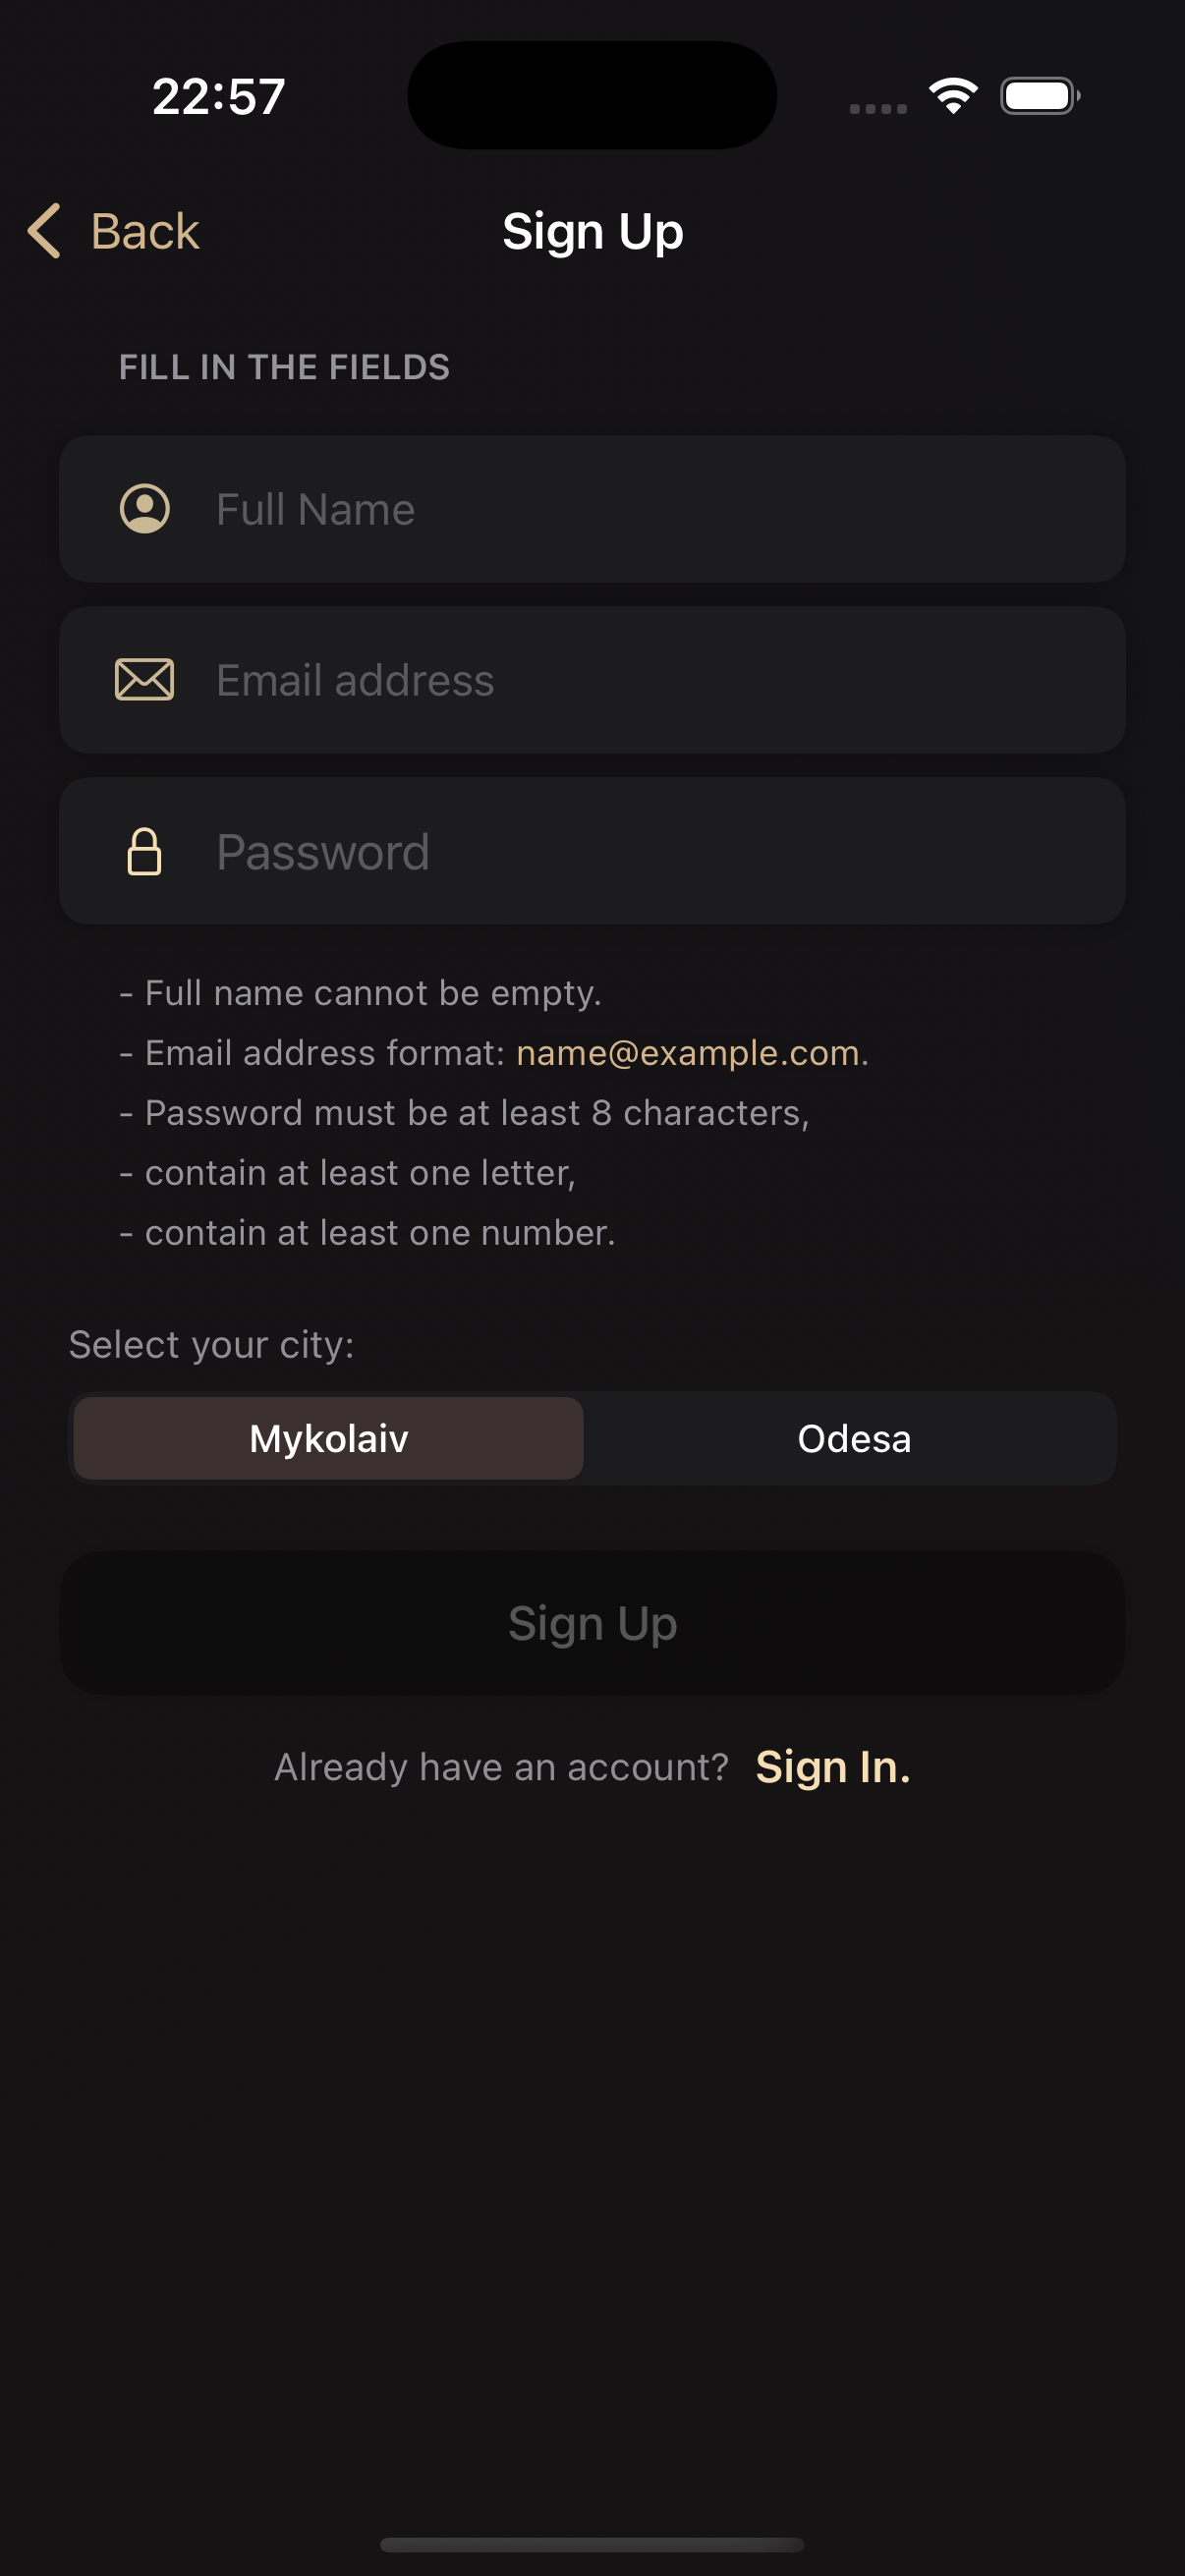 22:57
Back
Sign Up
FILL IN THE FIELDS
Full Name
Email address
Password
- Full name cannot be empty.
- Email address format: name@example.com.
- Password must be at least 8 characters,
- contain at least one letter,
- contain at least one number.
Select your city:
Mykolaiv
Odesa
Sign Up
Already have an account? Sign In.